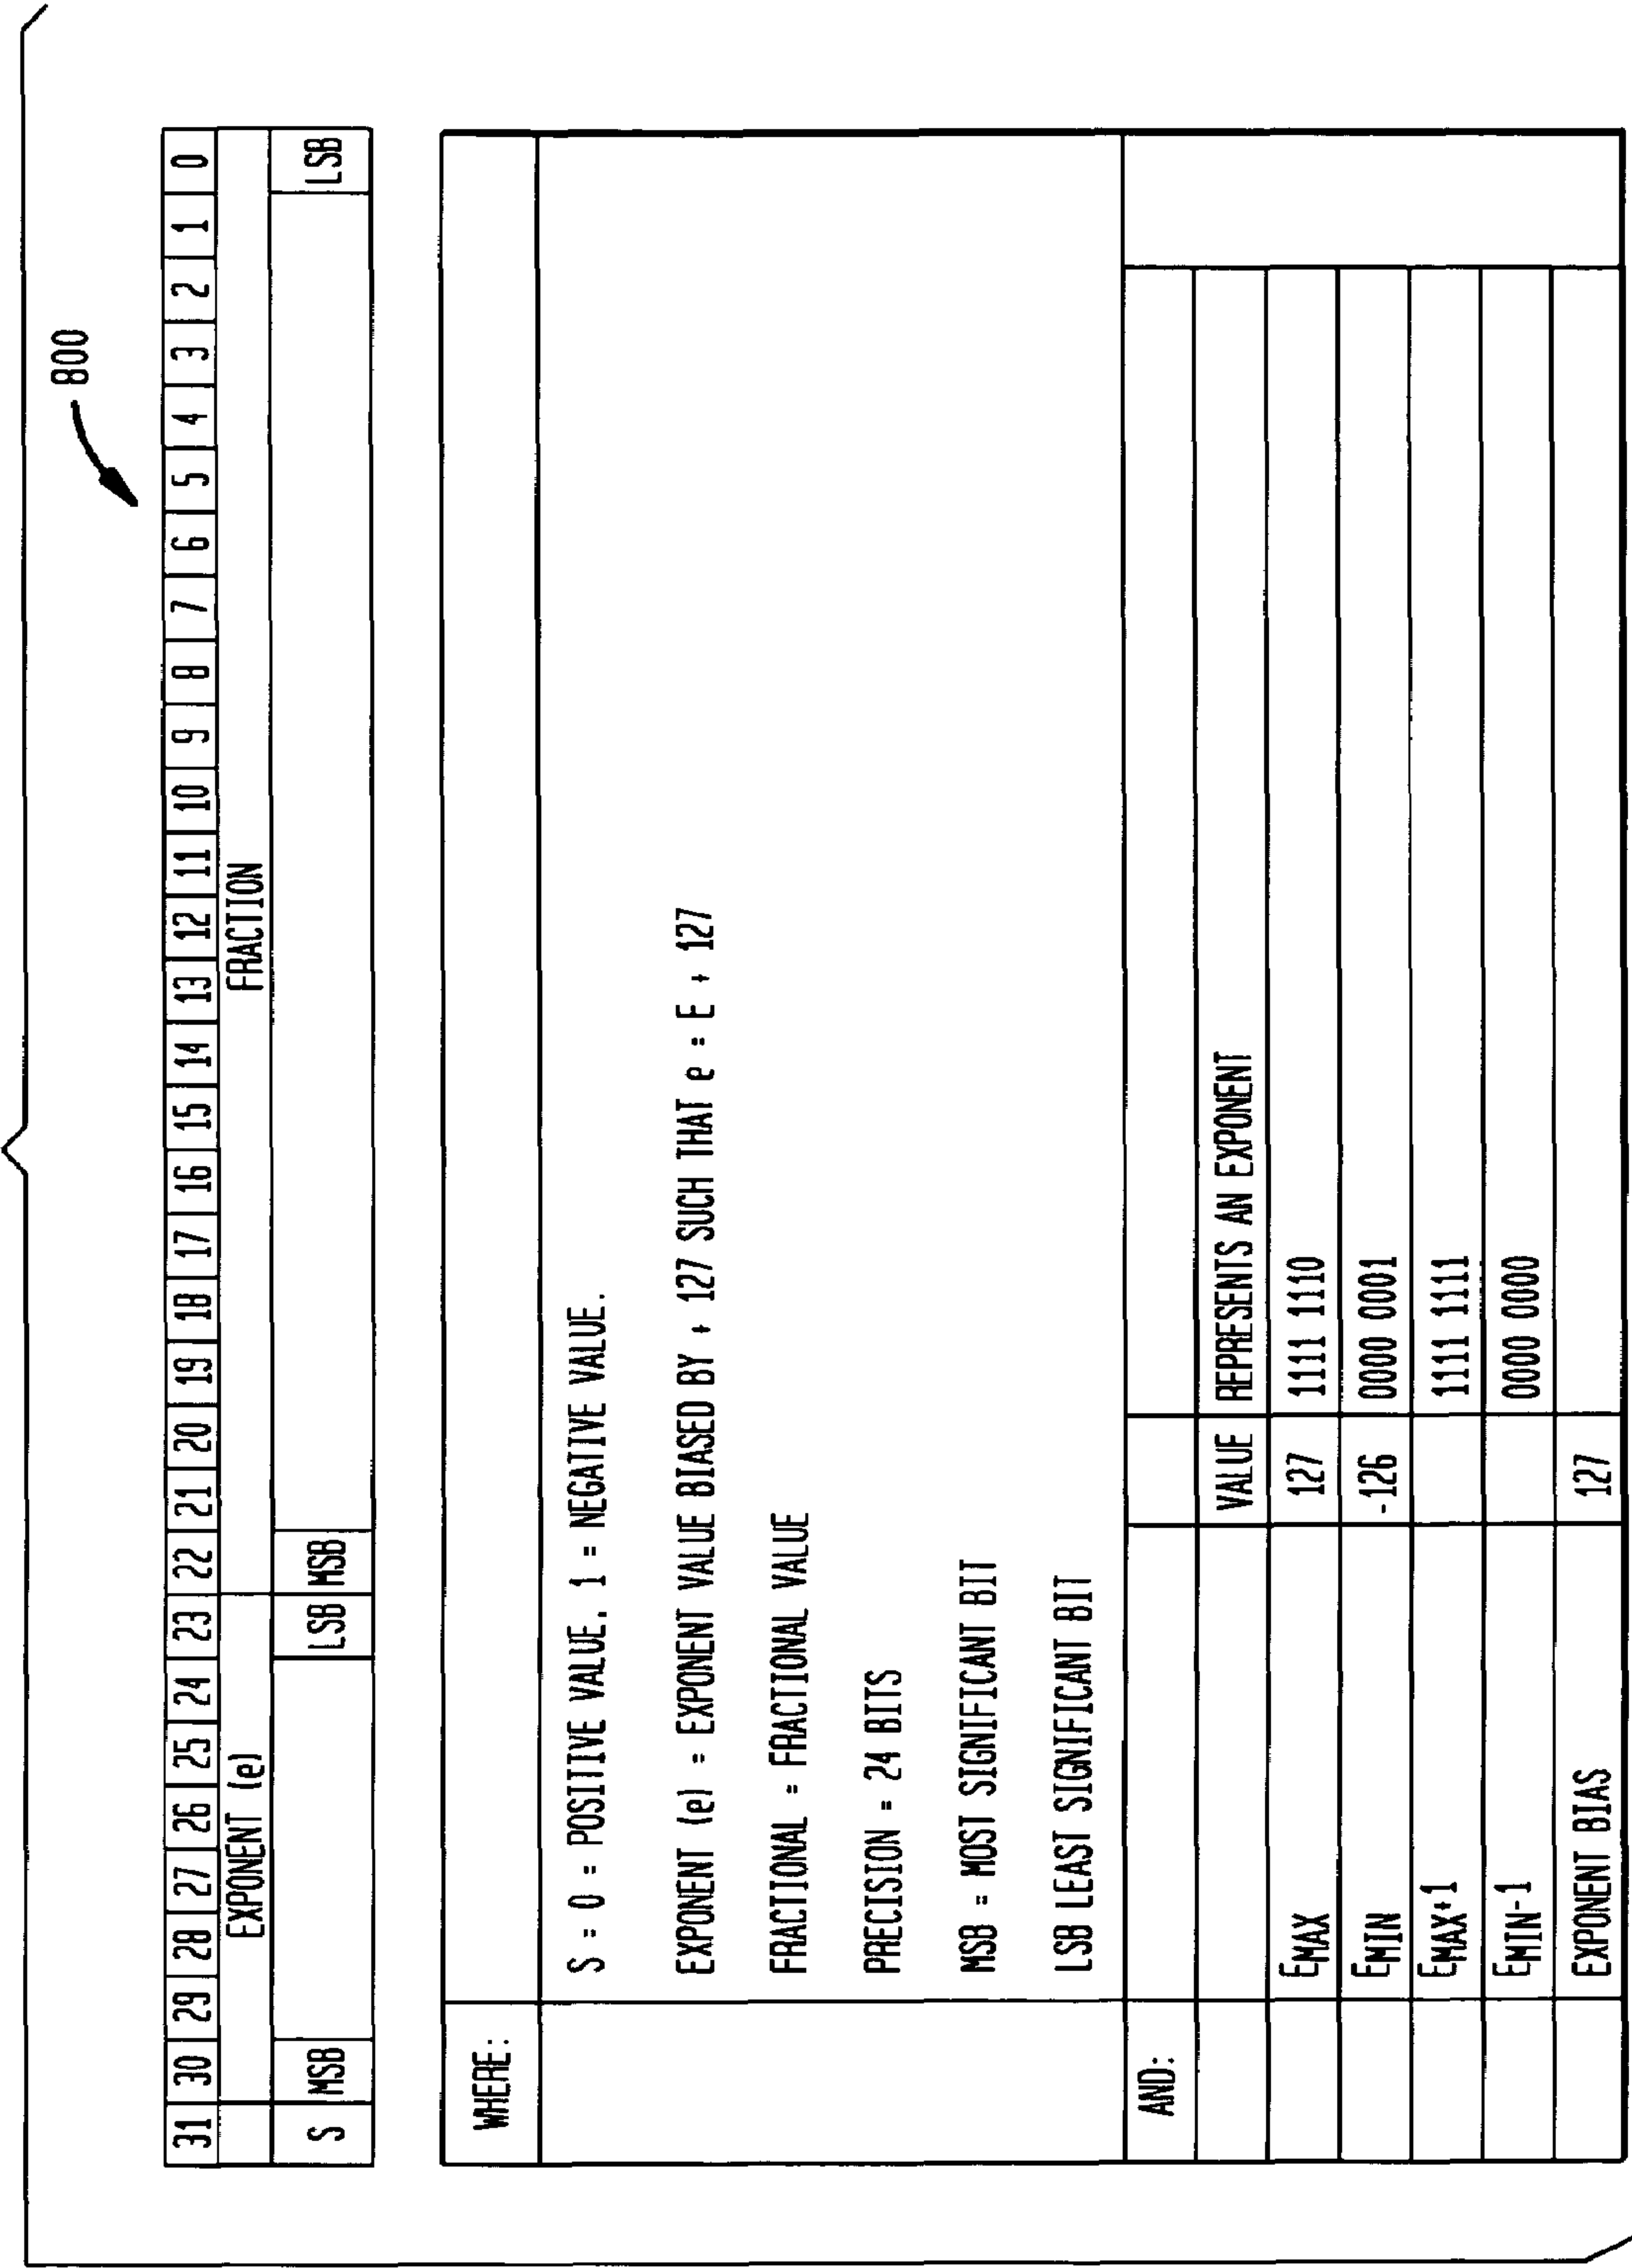 800
31 30 29 28 27 26 25 24 23 22 21 20 19 18 17 16 15 14 13 12 11 10 9 8 7 6 5 4 3 2 1 0
EXPONENT (e) FRACTION
S MSB LSB MSB LSB
WHERE:
S = 0 = POSITIVE VALUE, 1 = NEGATIVE VALUE.
EXPONENT (e) = EXPONENT VALUE BIASED BY + 127 SUCH THAT e = E + 127
FRACTIONAL = FRACTIONAL VALUE
PRECISION = 24 BITS
MSB = MOST SIGNIFICANT BIT
LSB LEAST SIGNIFICANT BIT
AND:
VALUE REPRESENTS AN EXPONENT
EMAX 127 1111 1110
EMIN -126 0000 0001
EMAX+1 1111 1111
EMIN-1 0000 0000
EXPONENT BIAS 127